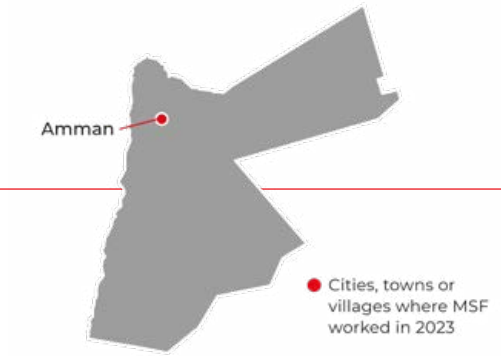 Amman
Cities, towns or
villages where MSF
worked in 2023